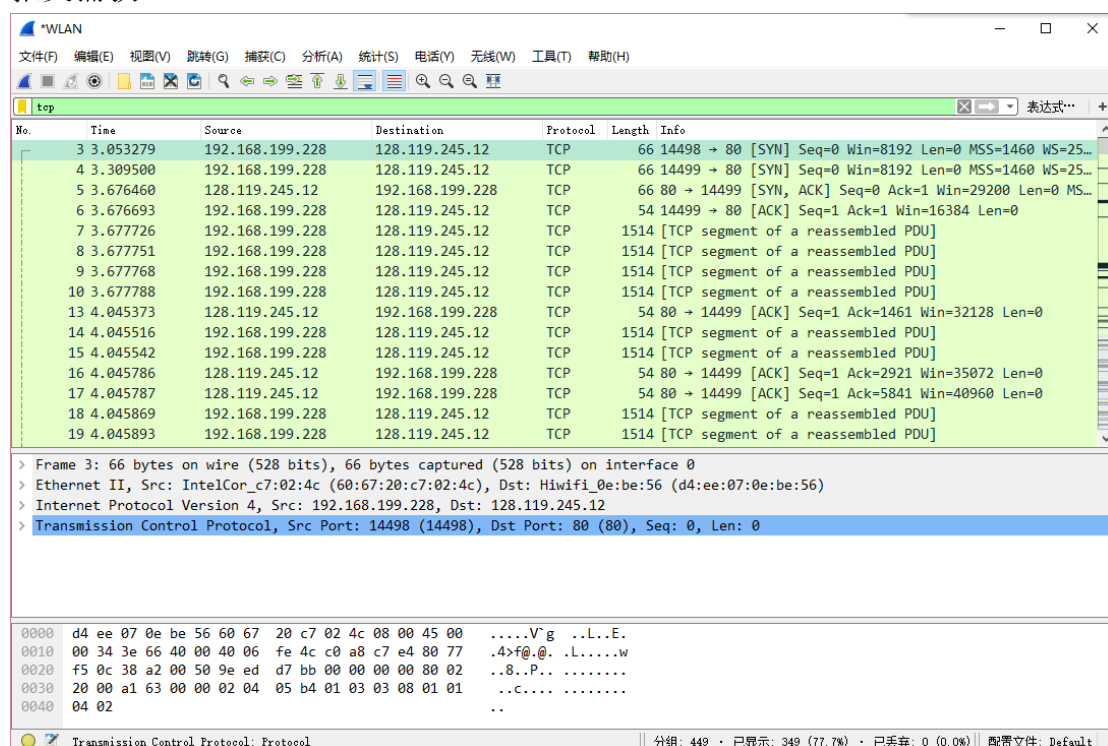 *WLAN
文件(F) 编辑(E) 视图(V) 跳转(G) 捕获(C) 分析(A) 统计(S) 电话(Y) 无线(W) 工具(T) 帮助(H)
tcp 表达式… +
No. Time Source Destination Protocol Length Info
3 3.053279 192.168.199.228 128.119.245.12 TCP 66 14498 → 80 [SYN] Seq=0 Win=8192 Len=0 MSS=1460 WS=25…
4 3.309500 192.168.199.228 128.119.245.12 TCP 66 14499 → 80 [SYN] Seq=0 Win=8192 Len=0 MSS=1460 WS=25…
5 3.676460 128.119.245.12 192.168.199.228 TCP 66 80 → 14499 [SYN, ACK] Seq=0 Ack=1 Win=29200 Len=0 MS…
6 3.676693 192.168.199.228 128.119.245.12 TCP 54 14499 → 80 [ACK] Seq=1 Ack=1 Win=16384 Len=0
7 3.677726 192.168.199.228 128.119.245.12 TCP 1514 [TCP segment of a reassembled PDU]
8 3.677751 192.168.199.228 128.119.245.12 TCP 1514 [TCP segment of a reassembled PDU]
9 3.677768 192.168.199.228 128.119.245.12 TCP 1514 [TCP segment of a reassembled PDU]
10 3.677788 192.168.199.228 128.119.245.12 TCP 1514 [TCP segment of a reassembled PDU]
13 4.045373 128.119.245.12 192.168.199.228 TCP 54 80 → 14499 [ACK] Seq=1 Ack=1461 Win=32128 Len=0
14 4.045516 192.168.199.228 128.119.245.12 TCP 1514 [TCP segment of a reassembled PDU]
15 4.045542 192.168.199.228 128.119.245.12 TCP 1514 [TCP segment of a reassembled PDU]
16 4.045786 128.119.245.12 192.168.199.228 TCP 54 80 → 14499 [ACK] Seq=1 Ack=2921 Win=35072 Len=0
17 4.045787 128.119.245.12 192.168.199.228 TCP 54 80 → 14499 [ACK] Seq=1 Ack=5841 Win=40960 Len=0
18 4.045869 192.168.199.228 128.119.245.12 TCP 1514 [TCP segment of a reassembled PDU]
19 4.045893 192.168.199.228 128.119.245.12 TCP 1514 [TCP segment of a reassembled PDU]
> Frame 3: 66 bytes on wire (528 bits), 66 bytes captured (528 bits) on interface 0
> Ethernet II, Src: IntelCor_c7:02:4c (60:67:20:c7:02:4c), Dst: Hiwifi_0e:be:56 (d4:ee:07:0e:be:56)
> Internet Protocol Version 4, Src: 192.168.199.228, Dst: 128.119.245.12
> Transmission Control Protocol, Src Port: 14498 (14498), Dst Port: 80 (80), Seq: 0, Len: 0
0000 d4 ee 07 0e be 56 60 67 20 c7 02 4c 08 00 45 00 .....V`g ..L..E.
0010 00 34 3e 66 40 00 40 06 fe 4c c0 a8 c7 e4 80 77 .4>f@.@. .L.....w
0020 f5 0c 38 a2 00 50 9e ed d7 bb 00 00 00 00 80 02 ..8..P.. ........
0030 20 00 a1 63 00 00 02 04 05 b4 01 03 03 08 01 01 ..c.... ........
0040 04 02 ..
Transmission Control Protocol: Protocol 分组: 449 · 已显示: 349 (77.7%) · 已丢弃: 0 (0.0%) 配置文件: Default